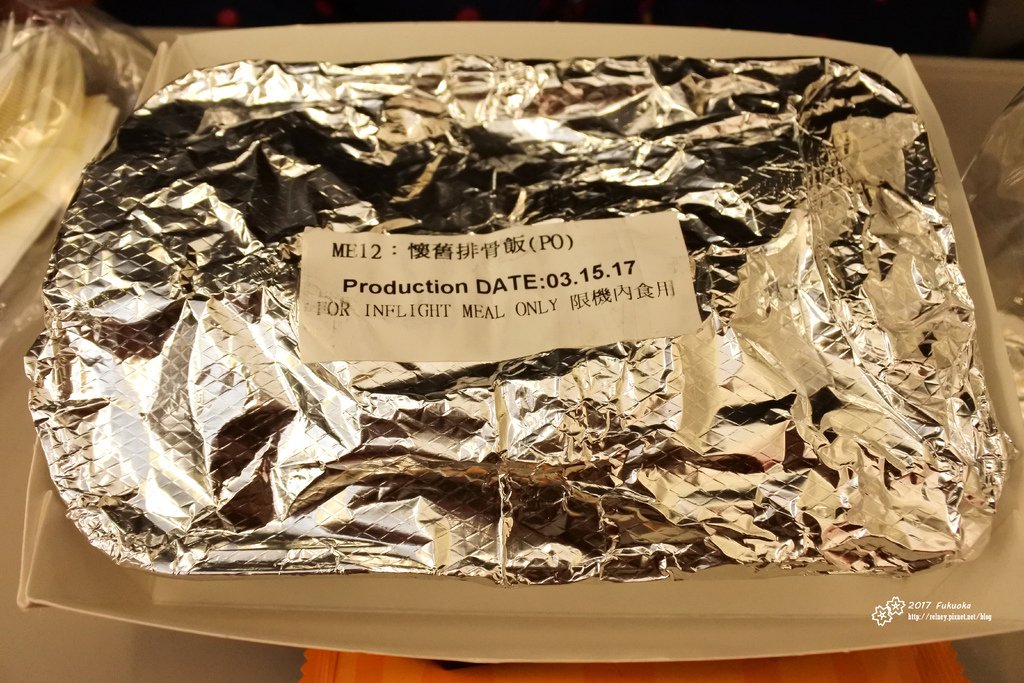 ME12：懷舊排骨飯(PO)
Production DATE:03.15.17
FOR INFLIGHT MEAL ONLY 限機內食用
2017 Fukuoka
http://relney.pixnet.net/blog